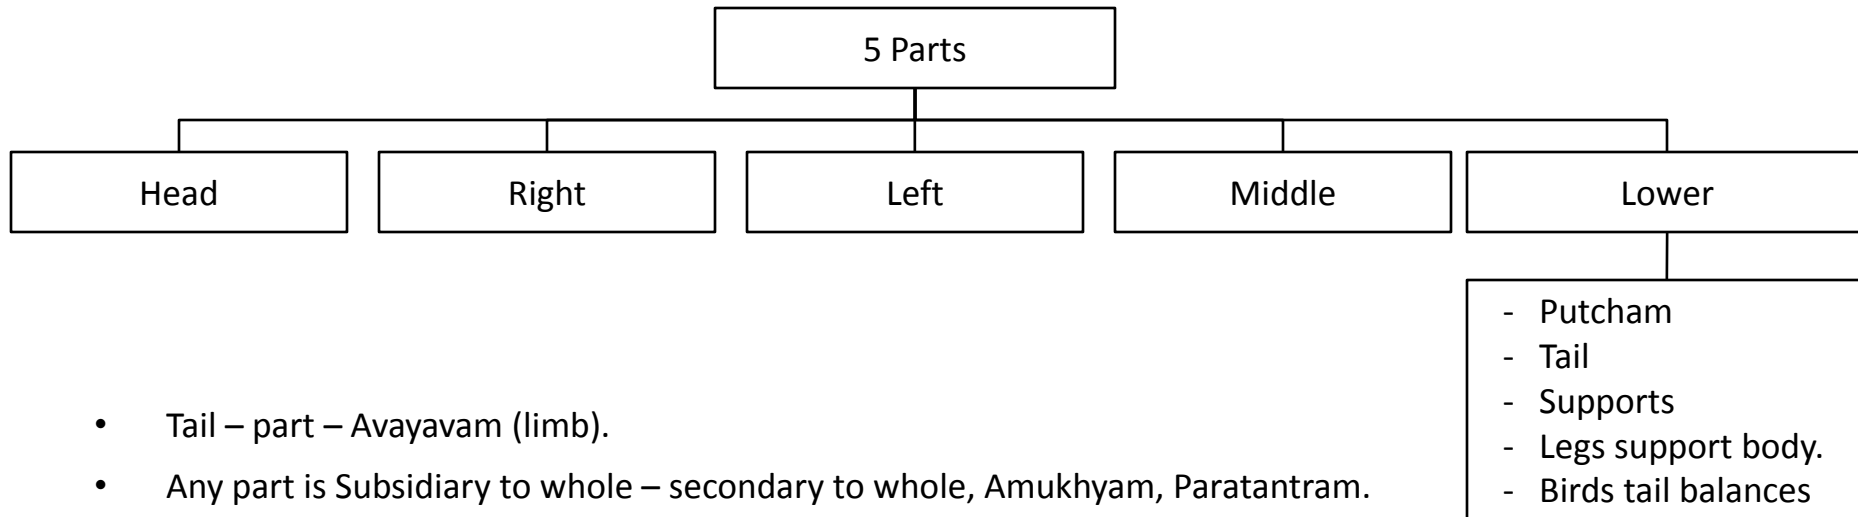 5 Parts
Head
Right
Left
Middle
Lower
- Putcham
- Tail
- Supports
- Legs support body.
- Birds tail balances
• Tail – part – Avayavam (limb).
• Any part is Subsidiary to whole – secondary to whole, Amukhyam, Paratantram.